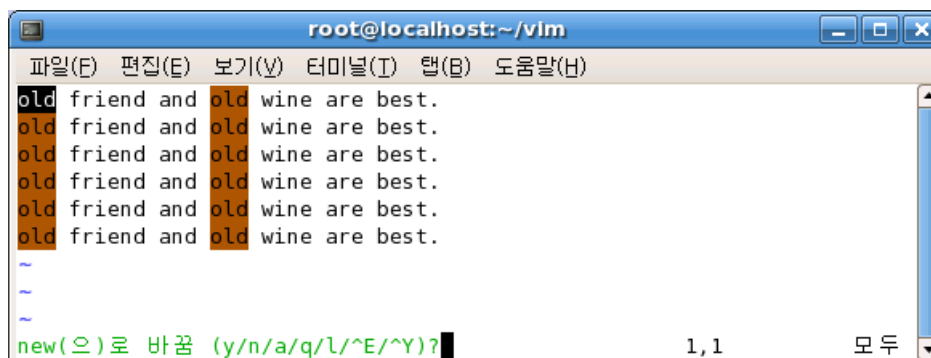 root@localhost:~/vim
파일(F) 편집(E) 보기(V) 터미널(T) 탭(B) 도움말(H)
old friend and old wine are best.
old friend and old wine are best.
old friend and old wine are best.
old friend and old wine are best.
old friend and old wine are best.
old friend and old wine are best.
~
~
~
new(으)로 바꿈 (y/n/a/q/l/^E/^Y)? 1,1 모두